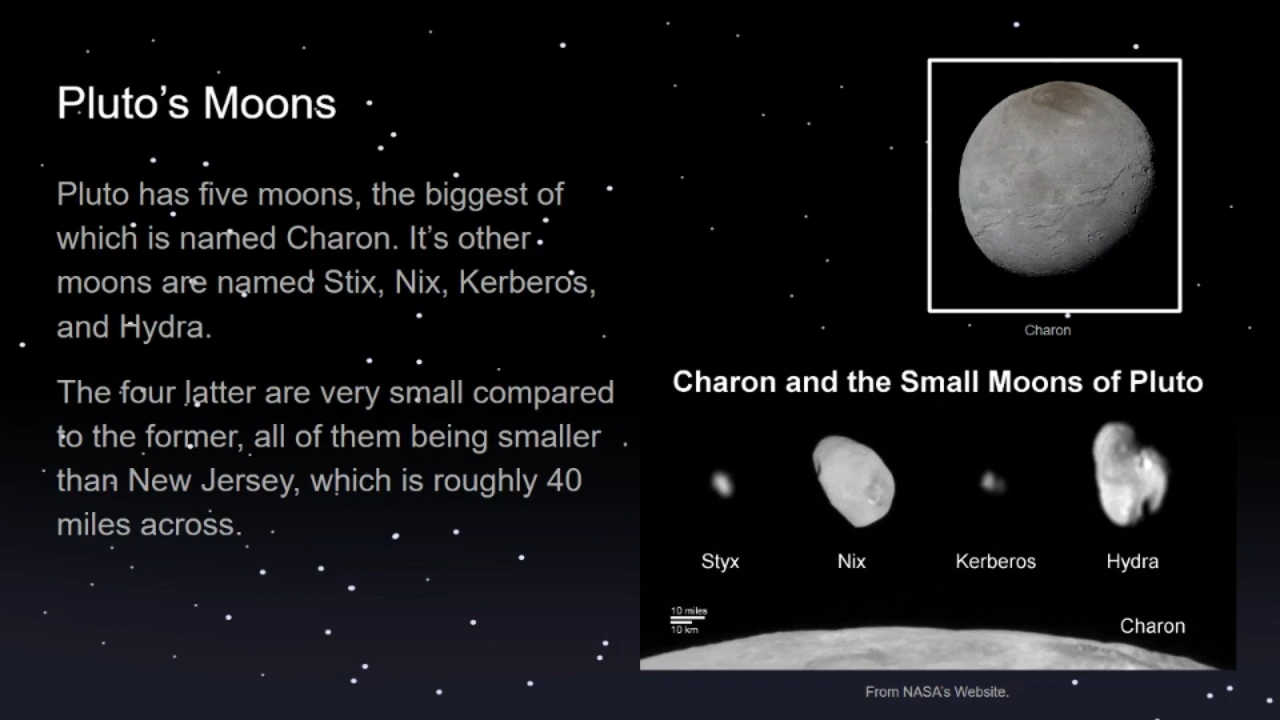 Pluto’s Moons
Pluto has five moons, the biggest of
which is named Charon. It’s other
moons are named Stix, Nix, Kerberos,
and Hydra.
The four latter are very small compared
to the former, all of them being smaller
than New Jersey, which is roughly 40
miles across.
Charon
Charon and the Small Moons of Pluto
Styx
Nix
Kerberos
Hydra
10 miles
10 km
Charon
From NASA’s Website.